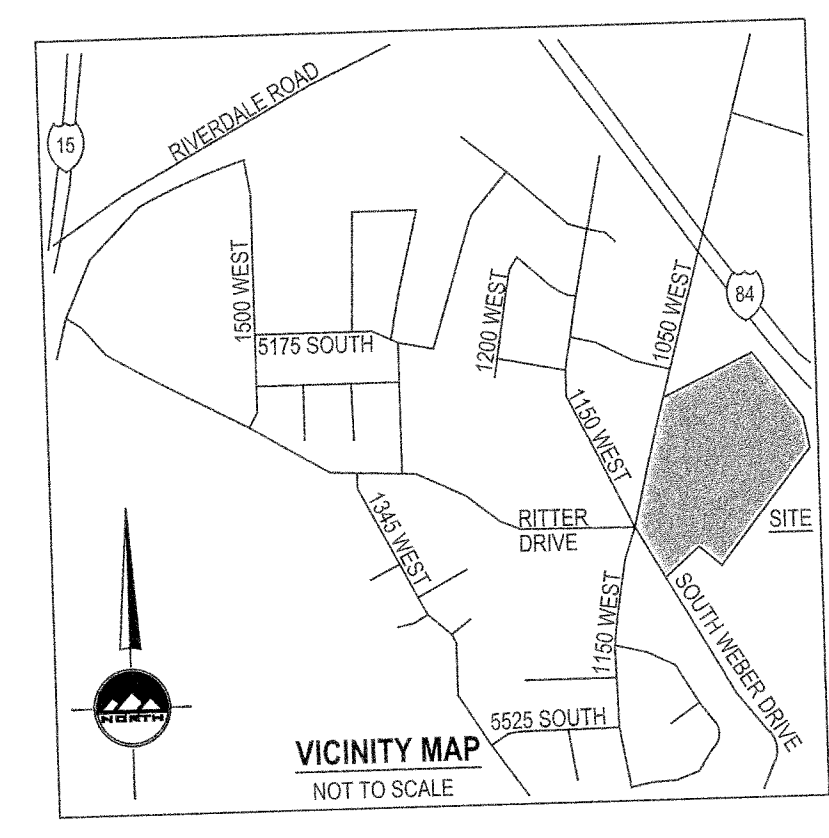 RIVERDALE ROAD
15
1500 WEST
5175 SOUTH
1200 WEST
1050 WEST
84
1150 WEST
SITE
RITTER
DRIVE
1345 WEST
1150 WEST
SOUTH WEBER DRIVE
5525 SOUTH
NORTH
VICINITY MAP
NOT TO SCALE